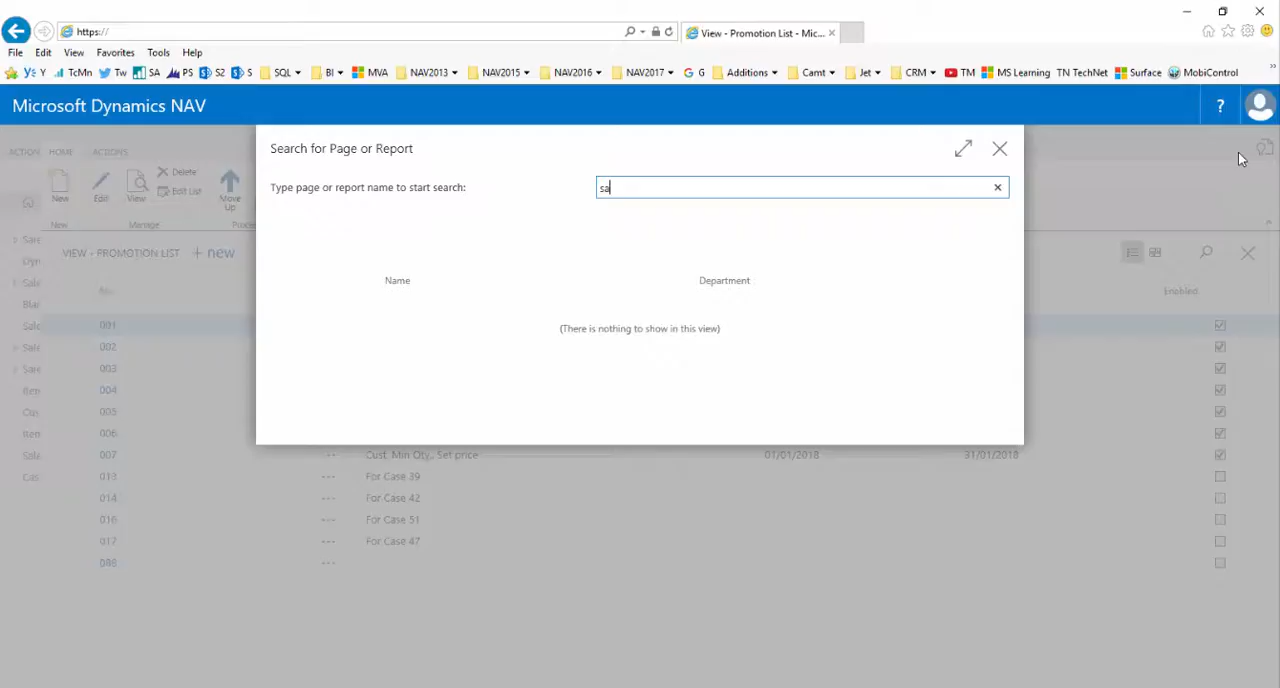 https://
View - Promotion List - Mic...
File Edit View Favorites Tools Help
Y TcMn Tw SA PS S2 S SQL BI MVA NAV2013 NAV2015 NAV2016 NAV2017 G Additions Camt Jet CRM TM MS Learning TN TechNet Surface MobiControl
Microsoft Dynamics NAV
?
ACTION HOME ACTIONS
Search for Page or Report
New Edit View Delete Edit List Move Up
Type page or report name to start search: sa
New Manage
VIEW - PROMOTION LIST + new
Name Department
Enabled
(There is nothing to show in this view)
001
002
003
004
005
006
007 --- Cust. Min Qty., Set price 01/01/2018 31/01/2018
013 --- For Case 39
014 --- For Case 42
016 --- For Case 51
017 --- For Case 47
---